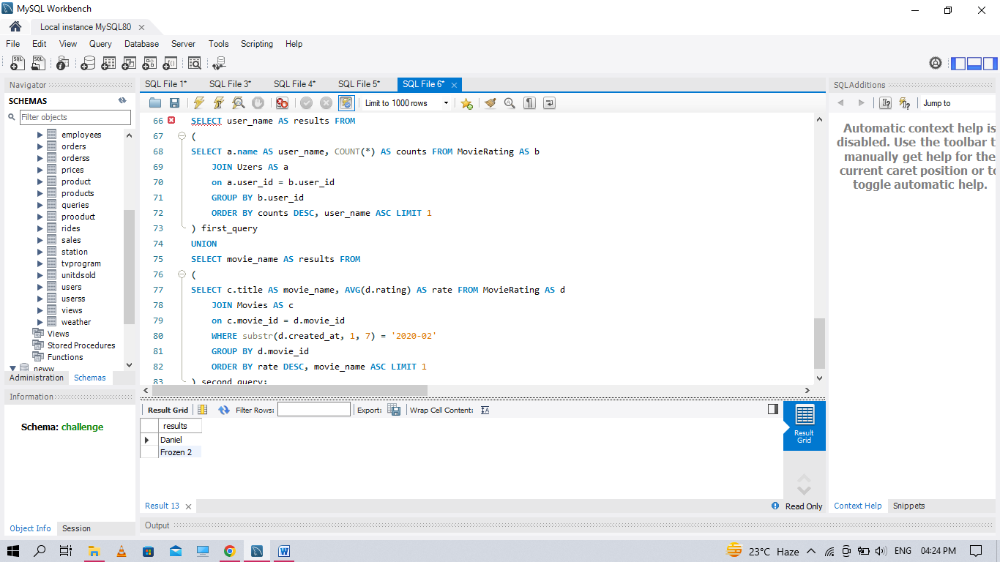 MySQL Workbench
Local instance MySQL80
File Edit View Query Database Server Tools Scripting Help
Navigator
SCHEMAS
Filter objects
employees
orders
orderss
prices
product
products
queries
prooduct
rides
sales
station
tvprogram
unitdsold
users
userss
views
weather
Views
Stored Procedures
Functions
neww
Administration Schemas
Information
Schema: challenge
Object Info Session
SQL File 1* SQL File 3* SQL File 4* SQL File 5* SQL File 6*
Limit to 1000 rows
66 SELECT user_name AS results FROM
67 (
68 SELECT a.name AS user_name, COUNT(*) AS counts FROM MovieRating AS b
69 JOIN Uzers AS a
70 on a.user_id = b.user_id
71 GROUP BY b.user_id
72 ORDER BY counts DESC, user_name ASC LIMIT 1
73 ) first_query
74 UNION
75 SELECT movie_name AS results FROM
76 (
77 SELECT c.title AS movie_name, AVG(d.rating) AS rate FROM MovieRating AS d
78 JOIN Movies AS c
79 on c.movie_id = d.movie_id
80 WHERE substr(d.created_at, 1, 7) = '2020-02'
81 GROUP BY d.movie_id
82 ORDER BY rate DESC, movie_name ASC LIMIT 1
83 ) second_query;
Result Grid Filter Rows: Export: Wrap Cell Content:
results
Daniel
Frozen 2
Result Grid
Result 13
Read Only
Output
SQLAdditions
Jump to
Automatic context help is
disabled. Use the toolbar t
manually get help for the
current caret position or to
toggle automatic help.
Context Help Snippets
23°C Haze ENG 04:24 PM